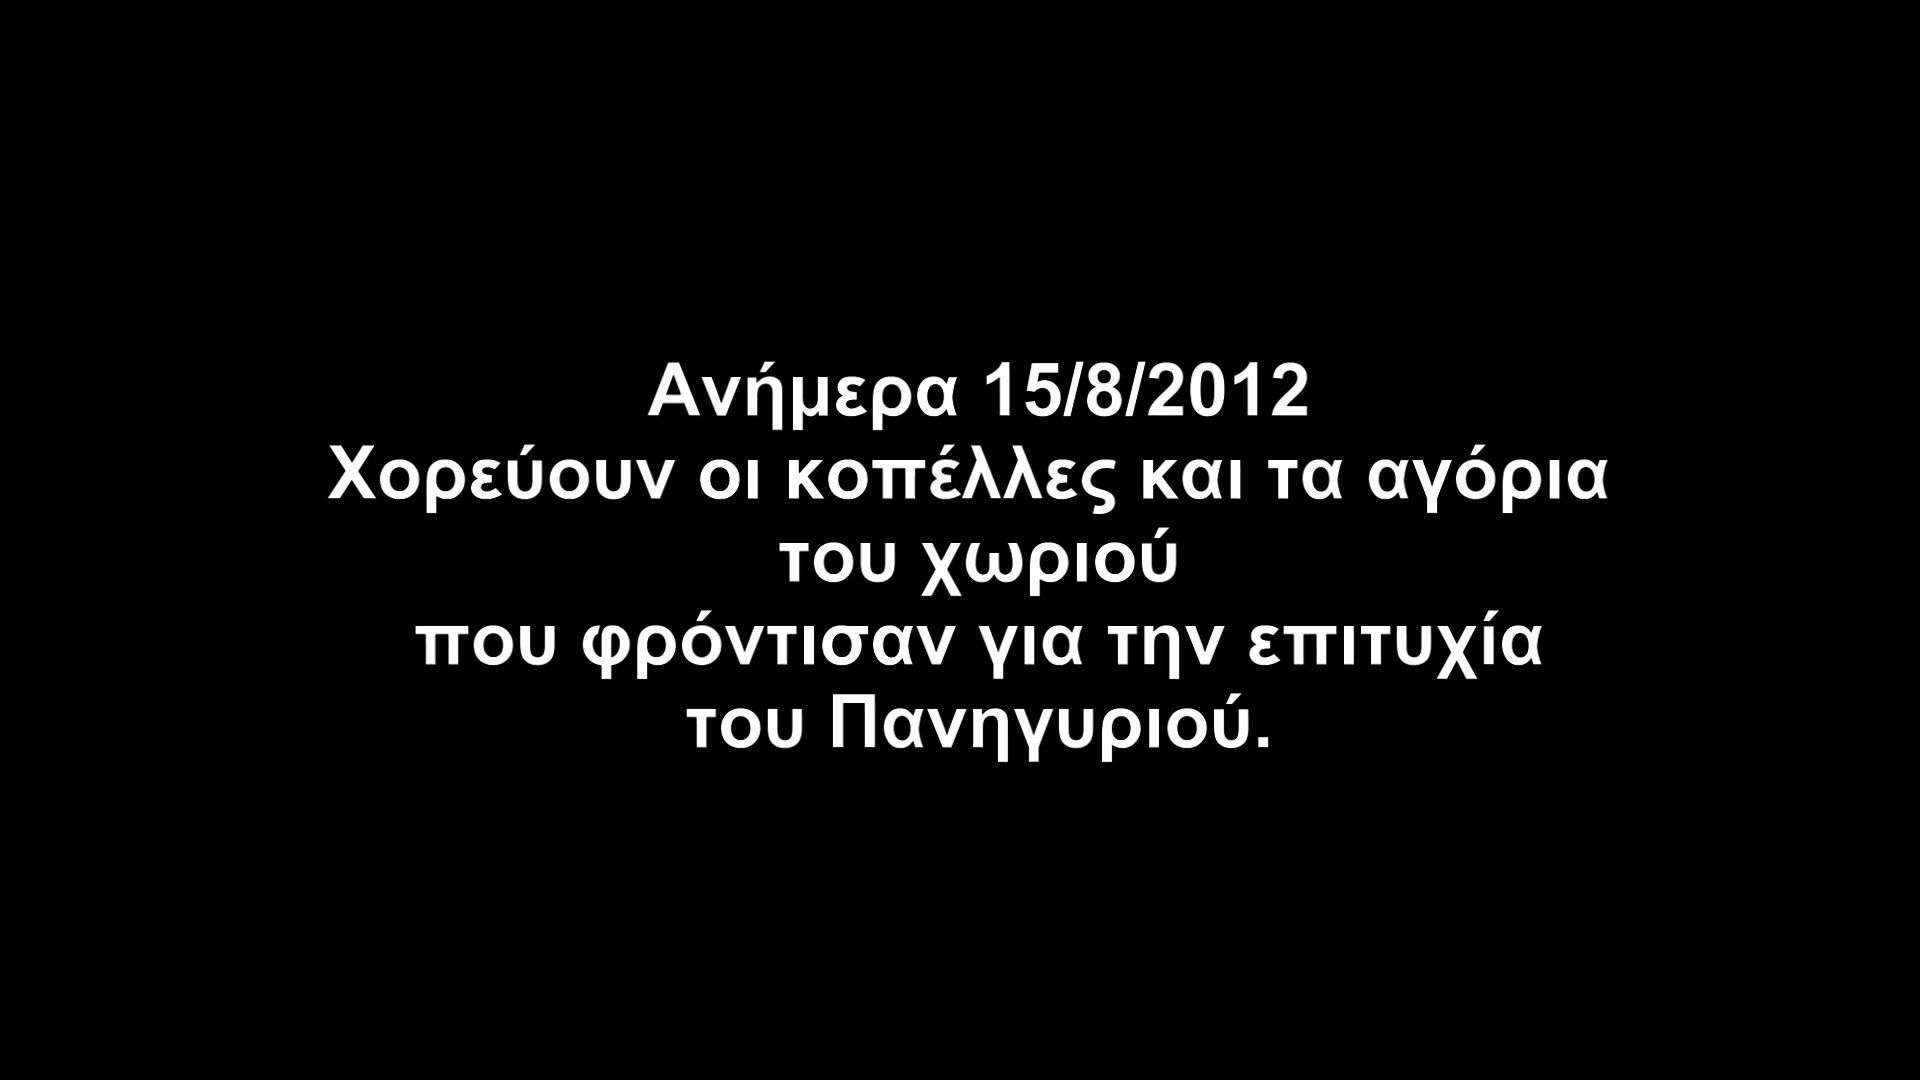 Ανήμερα 15/8/2012
Χορεύουν οι κοπέλλες και τα αγόρια
του χωριού
που φρόντισαν για την επιτυχία
του Πανηγυριού.